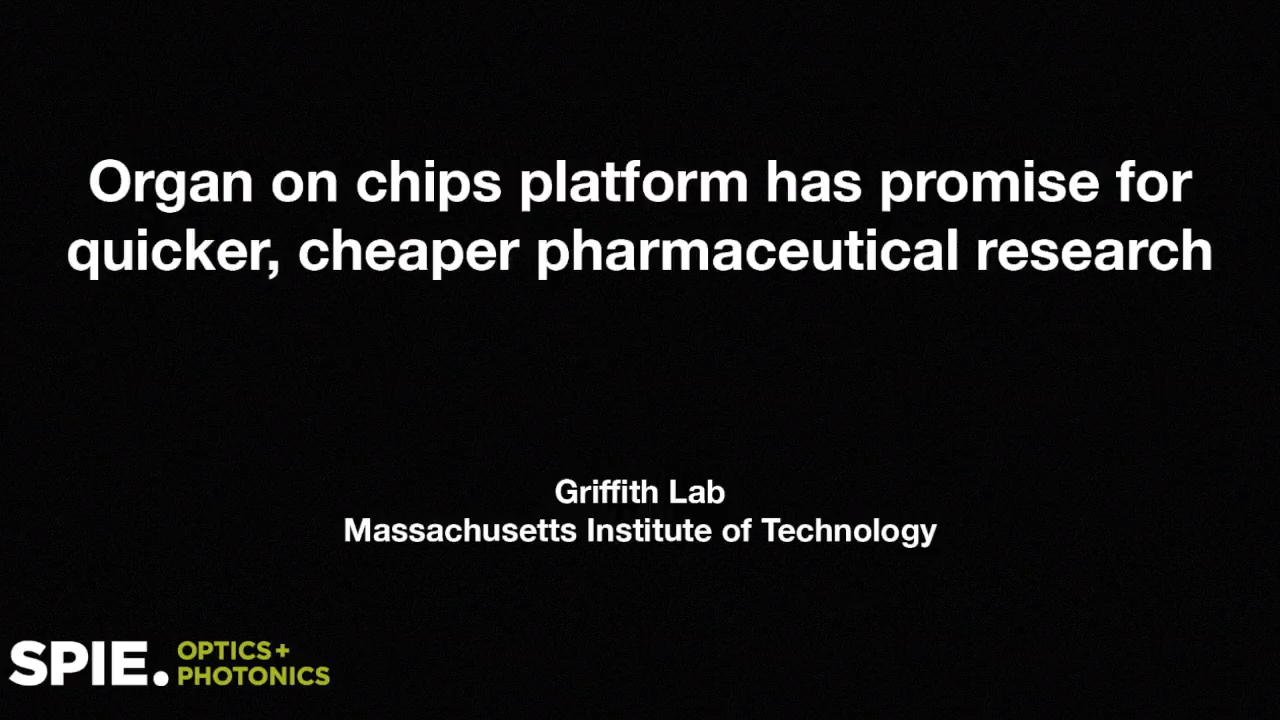 Organ on chips platform has promise for
quicker, cheaper pharmaceutical research
Griffith Lab
Massachusetts Institute of Technology
SPIE.
OPTICS+
PHOTONICS